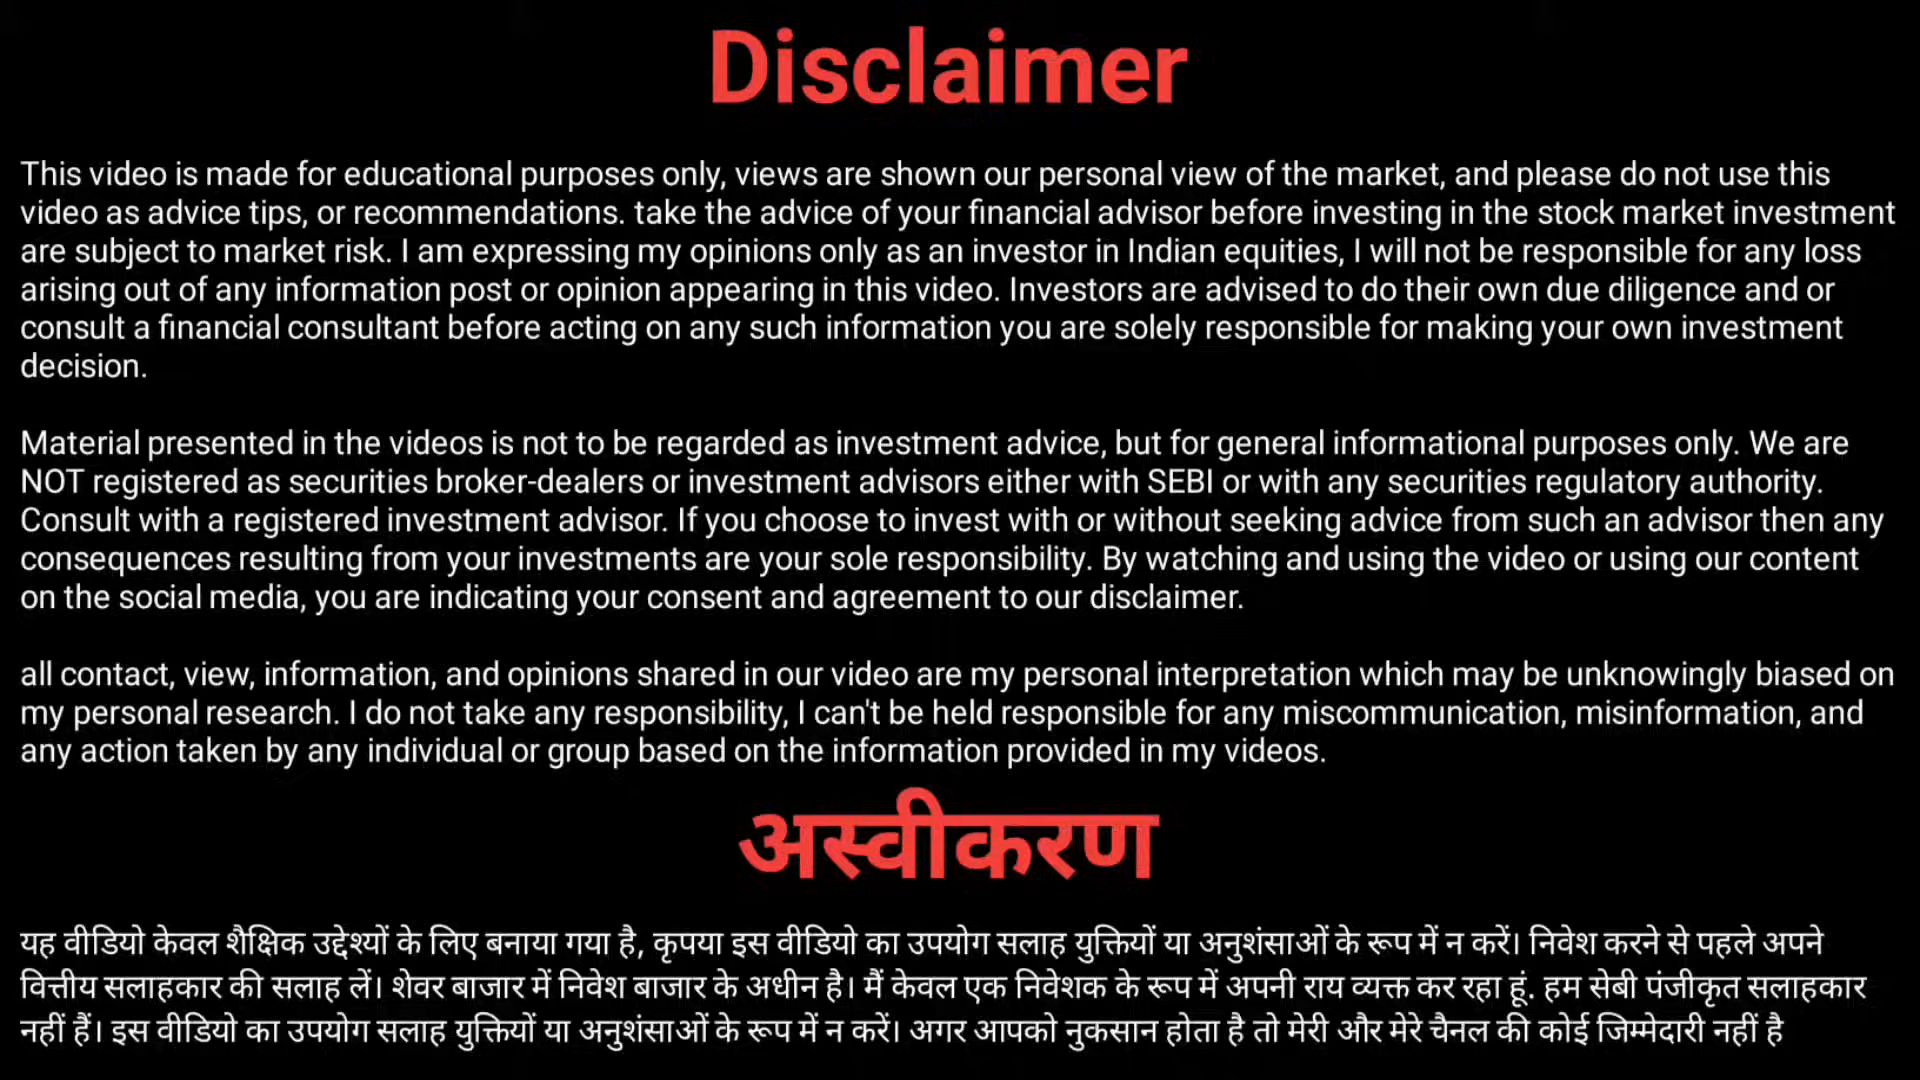 Disclaimer
This video is made for educational purposes only, views are shown our personal view of the market, and please do not use this
video as advice tips, or recommendations. take the advice of your financial advisor before investing in the stock market investment
are subject to market risk. I am expressing my opinions only as an investor in Indian equities, I will not be responsible for any loss
arising out of any information post or opinion appearing in this video. Investors are advised to do their own due diligence and or
consult a financial consultant before acting on any such information you are solely responsible for making your own investment
decision.
Material presented in the videos is not to be regarded as investment advice, but for general informational purposes only. We are
NOT registered as securities broker-dealers or investment advisors either with SEBI or with any securities regulatory authority.
Consult with a registered investment advisor. If you choose to invest with or without seeking advice from such an advisor then any
consequences resulting from your investments are your sole responsibility. By watching and using the video or using our content
on the social media, you are indicating your consent and agreement to our disclaimer.
all contact, view, information, and opinions shared in our video are my personal interpretation which may be unknowingly biased on
my personal research. I do not take any responsibility, I can't be held responsible for any miscommunication, misinformation, and
any action taken by any individual or group based on the information provided in my videos.
अस्वीकरण
यह वीडियो केवल शैक्षिक उद्देश्यों के लिए बनाया गया है, कृपया इस वीडियो का उपयोग सलाह युक्तियों या अनुशंसाओं के रूप में न करें। निवेश करने से पहले अपने
वित्तीय सलाहकार की सलाह लें। शेवर बाजार में निवेश बाजार के अधीन है। मैं केवल एक निवेशक के रूप में अपनी राय व्यक्त कर रहा हूं. हम सेबी पंजीकृत सलाहकार
नहीं हैं। इस वीडियो का उपयोग सलाह युक्तियों या अनुशंसाओं के रूप में न करें। अगर आपको नुकसान होता है तो मेरी और मेरे चैनल की कोई जिम्मेदारी नहीं है